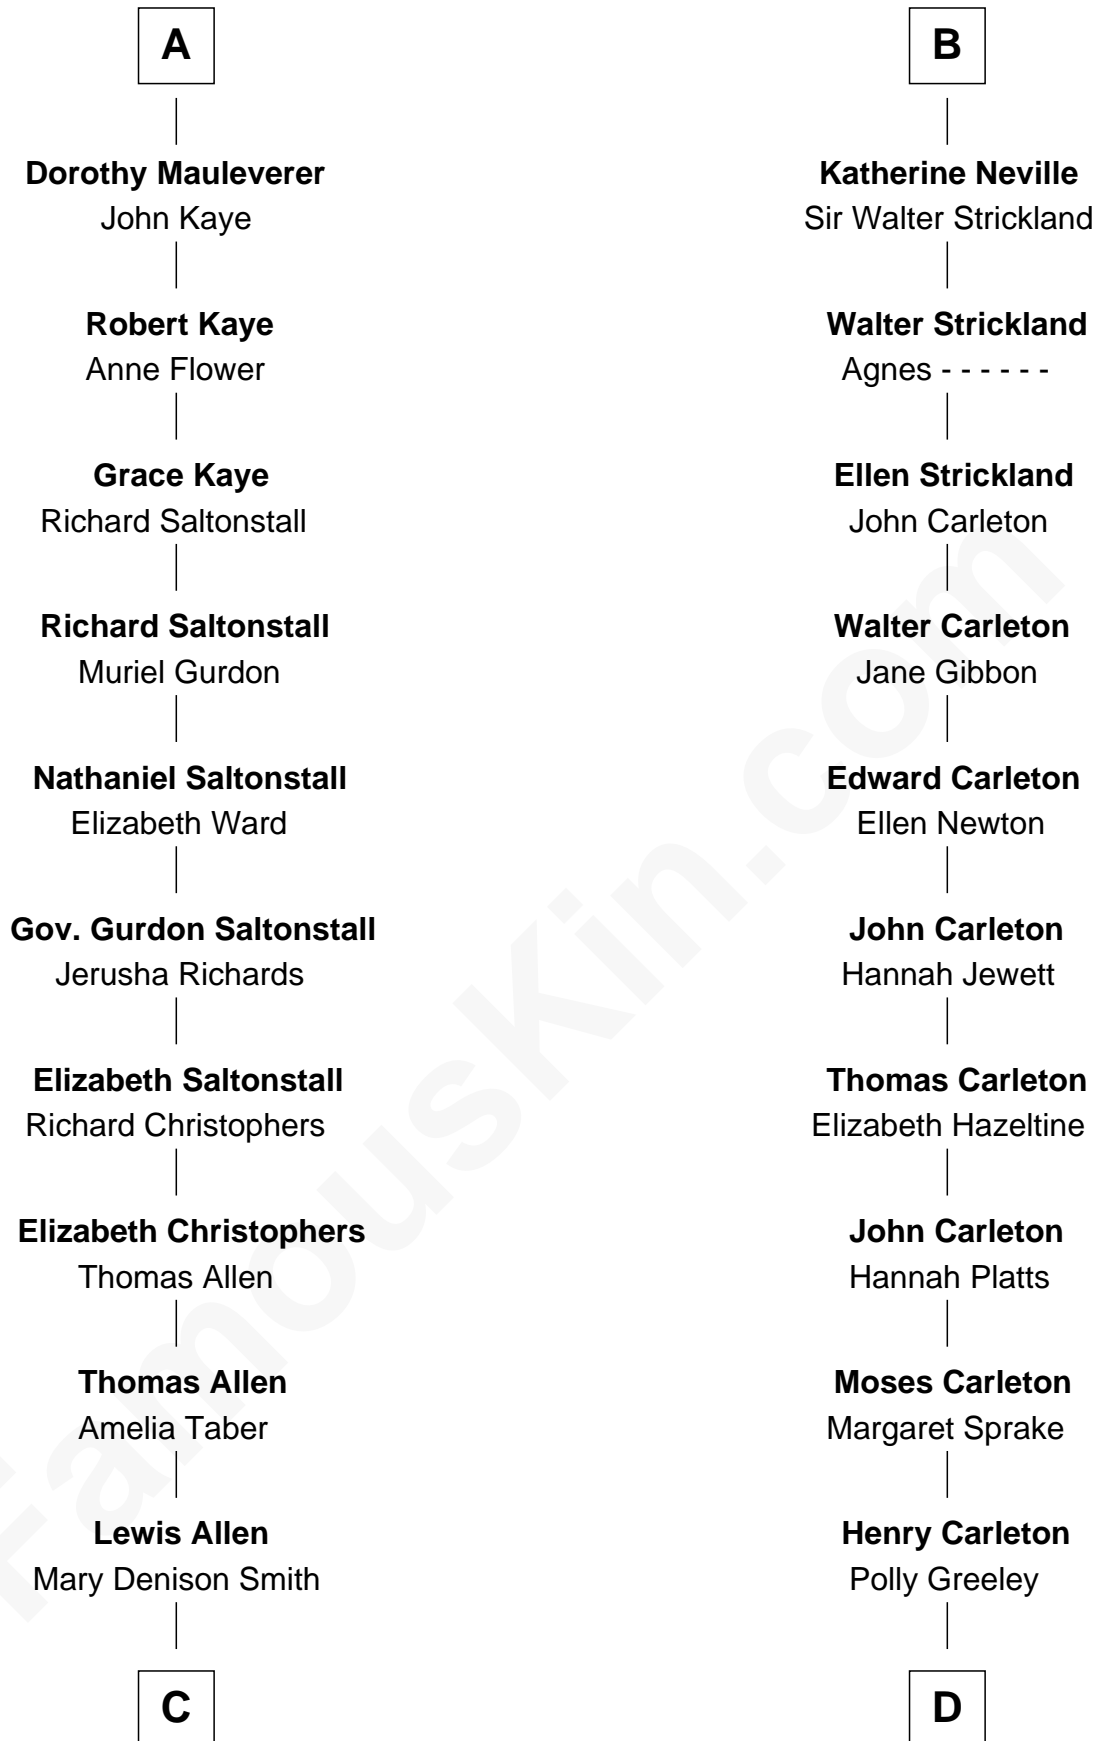 A
Dorothy Mauleverer
John Kaye
Robert Kaye
Anne Flower
Grace Kaye
Richard Saltonstall
Richard Saltonstall
Muriel Gurdon
Nathaniel Saltonstall
Elizabeth Ward
Gov. Gurdon Saltonstall
Jerusha Richards
Elizabeth Saltonstall
Richard Christophers
Elizabeth Christophers
Thomas Allen
Thomas Allen
Amelia Taber
Lewis Allen
Mary Denison Smith
C
B
Katherine Neville
Sir Walter Strickland
Walter Strickland
Agnes - - - - - -
Ellen Strickland
John Carleton
Walter Carleton
Jane Gibbon
Edward Carleton
Ellen Newton
John Carleton
Hannah Jewett
Thomas Carleton
Elizabeth Hazeltine
John Carleton
Hannah Platts
Moses Carleton
Margaret Sprake
Henry Carleton
Polly Greeley
D
FamousKin.com